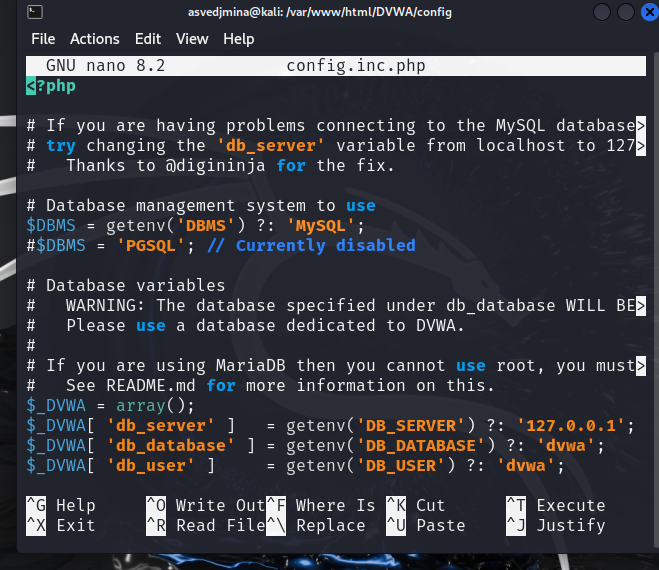 asvedjmina@kali: /var/www/html/DVWA/config
File Actions Edit View Help
GNU nano 8.2 config.inc.php
<?php
# If you are having problems connecting to the MySQL database>
# try changing the 'db_server' variable from localhost to 127>
#   Thanks to @digininja for the fix.
# Database management system to use
$DBMS = getenv('DBMS') ?: 'MySQL';
#$DBMS = 'PGSQL'; // Currently disabled
# Database variables
#   WARNING: The database specified under db_database WILL BE>
#   Please use a database dedicated to DVWA.
#
# If you are using MariaDB then you cannot use root, you must>
#   See README.md for more information on this.
$_DVWA = array();
$_DVWA[ 'db_server' ]   = getenv('DB_SERVER') ?: '127.0.0.1';
$_DVWA[ 'db_database' ] = getenv('DB_DATABASE') ?: 'dvwa';
$_DVWA[ 'db_user' ]     = getenv('DB_USER') ?: 'dvwa';
^G Help ^O Write Out ^F Where Is ^K Cut ^T Execute
^X Exit ^R Read File ^\ Replace ^U Paste ^J Justify